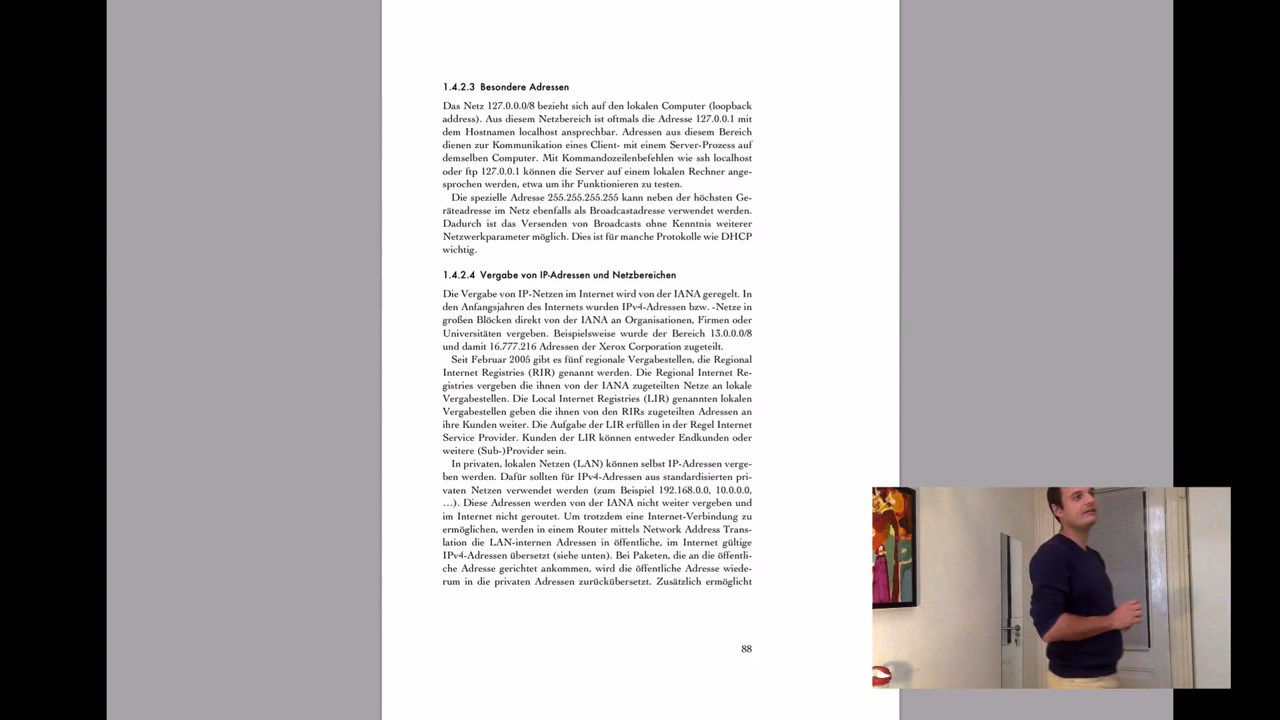 1.4.2.3 Besondere Adressen
Das Netz 127.0.0.0/8 bezieht sich auf den lokalen Computer (loopback
address). Aus diesem Netzbereich ist oftmals die Adresse 127.0.0.1 mit
dem Hostnamen localhost ansprechbar. Adressen aus diesem Bereich
dienen zur Kommunikation eines Client- mit einem Server-Prozess auf
demselben Computer. Mit Kommandozeilenbefehlen wie ssh localhost
oder ftp 127.0.0.1 können die Server auf einem lokalen Rechner ange-
sprochen werden, etwa um ihr Funktionieren zu testen.
Die spezielle Adresse 255.255.255.255 kann neben der höchsten Ge-
räteadresse im Netz ebenfalls als Broadcastadresse verwendet werden.
Dadurch ist das Versenden von Broadcasts ohne Kenntnis weiterer
Netzwerkparameter möglich. Dies ist für manche Protokolle wie DHCP
wichtig.
1.4.2.4 Vergabe von IP-Adressen und Netzbereichen
Die Vergabe von IP-Netzen im Internet wird von der IANA geregelt. In
den Anfangsjahren des Internets wurden IPv4-Adressen bzw. -Netze in
großen Blöcken direkt von der IANA an Organisationen, Firmen oder
Universitäten vergeben. Beispielsweise wurde der Bereich 13.0.0.0/8
und damit 16.777.216 Adressen der Xerox Corporation zugeteilt.
Seit Februar 2005 gibt es fünf regionale Vergabestellen, die Regional
Internet Registries (RIR) genannt werden. Die Regional Internet Re-
gistries vergeben die ihnen von der IANA zugeteilten Netze an lokale
Vergabestellen. Die Local Internet Registries (LIR) genannten lokalen
Vergabestellen geben die ihnen von den RIRs zugeteilten Adressen an
ihre Kunden weiter. Die Aufgabe der LIR erfüllen in der Regel Internet
Service Provider. Kunden der LIR können entweder Endkunden oder
weitere (Sub-)Provider sein.
In privaten, lokalen Netzen (LAN) können selbst IP-Adressen verge-
ben werden. Dafür sollten für IPv4-Adressen aus standardisierten pri-
vaten Netzen verwendet werden (zum Beispiel 192.168.0.0, 10.0.0.0,
…). Diese Adressen werden von der IANA nicht weiter vergeben und
im Internet nicht geroutet. Um trotzdem eine Internet-Verbindung zu
ermöglichen, werden in einem Router mittels Network Address Trans-
lation die LAN-internen Adressen in öffentliche, im Internet gültige
IPv4-Adressen übersetzt (siehe unten). Bei Paketen, die an die öffentli-
che Adresse gerichtet ankommen, wird die öffentliche Adresse wiede-
rum in die privaten Adressen zurückübersetzt. Zusätzlich ermöglicht
88